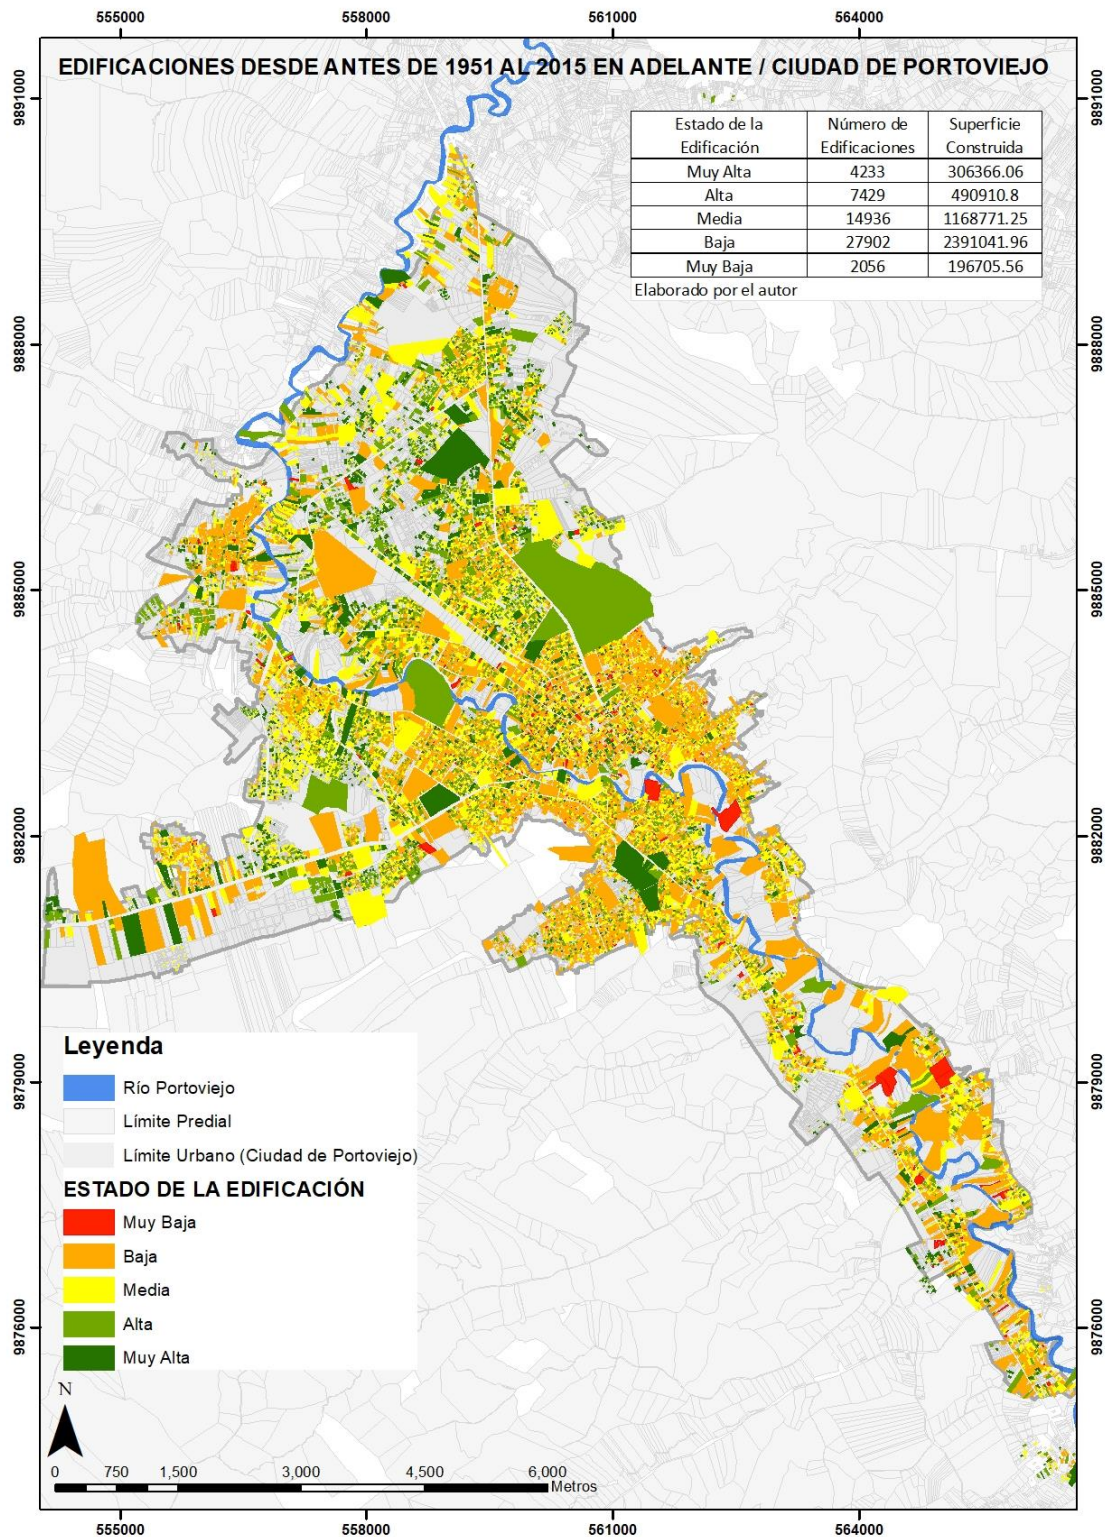 555000 558000 561000 564000
EDIFICACIONES DESDE ANTES DE 1951 AL 2015 EN ADELANTE / CIUDAD DE PORTOVIEJO
9891000 9891000
Estado de la Edificación Número de Edificaciones Superficie Construida
Muy Alta 4233 306366.06
Alta 7429 490910.8
Media 14936 1168771.25
Baja 27902 2391041.96
Muy Baja 2056 196705.56
Elaborado por el autor
9888000 9888000
9885000 9885000
9882000 9882000
9879000 9879000
9876000 9876000
Leyenda
Río Portoviejo
Límite Predial
Límite Urbano (Ciudad de Portoviejo)
ESTADO DE LA EDIFICACIÓN
Muy Baja
Baja
Media
Alta
Muy Alta
N
0 750 1,500 3,000 4,500 6,000
Metros
555000 558000 561000 564000